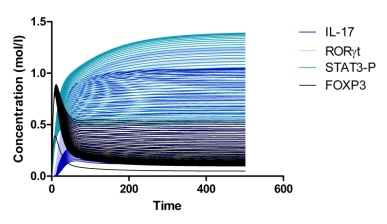 Concentration (mol/l)
1.5
1.0
0.5
0.0
0 200 400 600
Time
IL-17
RORγt
STAT3-P
FOXP3